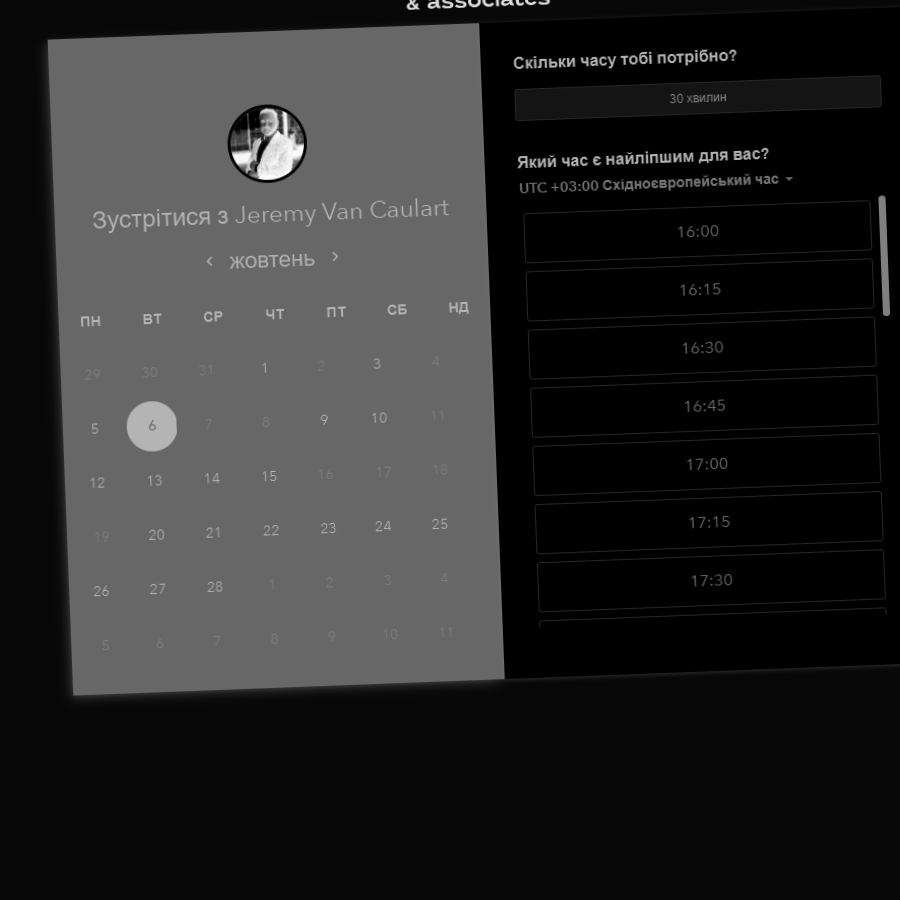 & associates
Зустрітися з Jeremy Van Caulart
жовтень
ПН ВТ СР ЧТ ПТ СБ НД
29 30 31 1 2 3 4
5 6 7 8 9 10 11
12 13 14 15 16 17 18
19 20 21 22 23 24 25
26 27 28 1 2 3 4
5 6 7 8 9 10 11
Скільки часу тобі потрібно?
30 хвилин
Який час є найліпшим для вас?
UTC +03:00 Східноєвропейський час
16:00
16:15
16:30
16:45
17:00
17:15
17:30